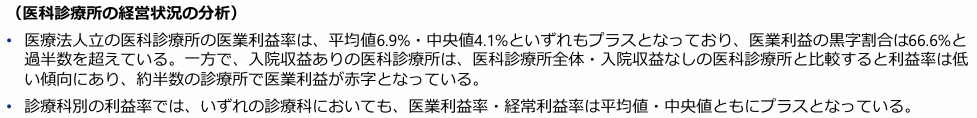 （医科診療所の経営状況の分析）
• 医療法人立の医科診療所の医業利益率は、平均値6.9%・中央値4.1%といずれもプラスとなっており、医業利益の黒字割合は66.6%と
過半数を超えている。一方で、入院収益ありの医科診療所は、医科診療所全体・入院収益なしの医科診療所と比較すると利益率は低
い傾向にあり、約半数の診療所で医業利益が赤字となっている。
• 診療科別の利益率では、いずれの診療科においても、医業利益率・経常利益率は平均値・中央値ともにプラスとなっている。